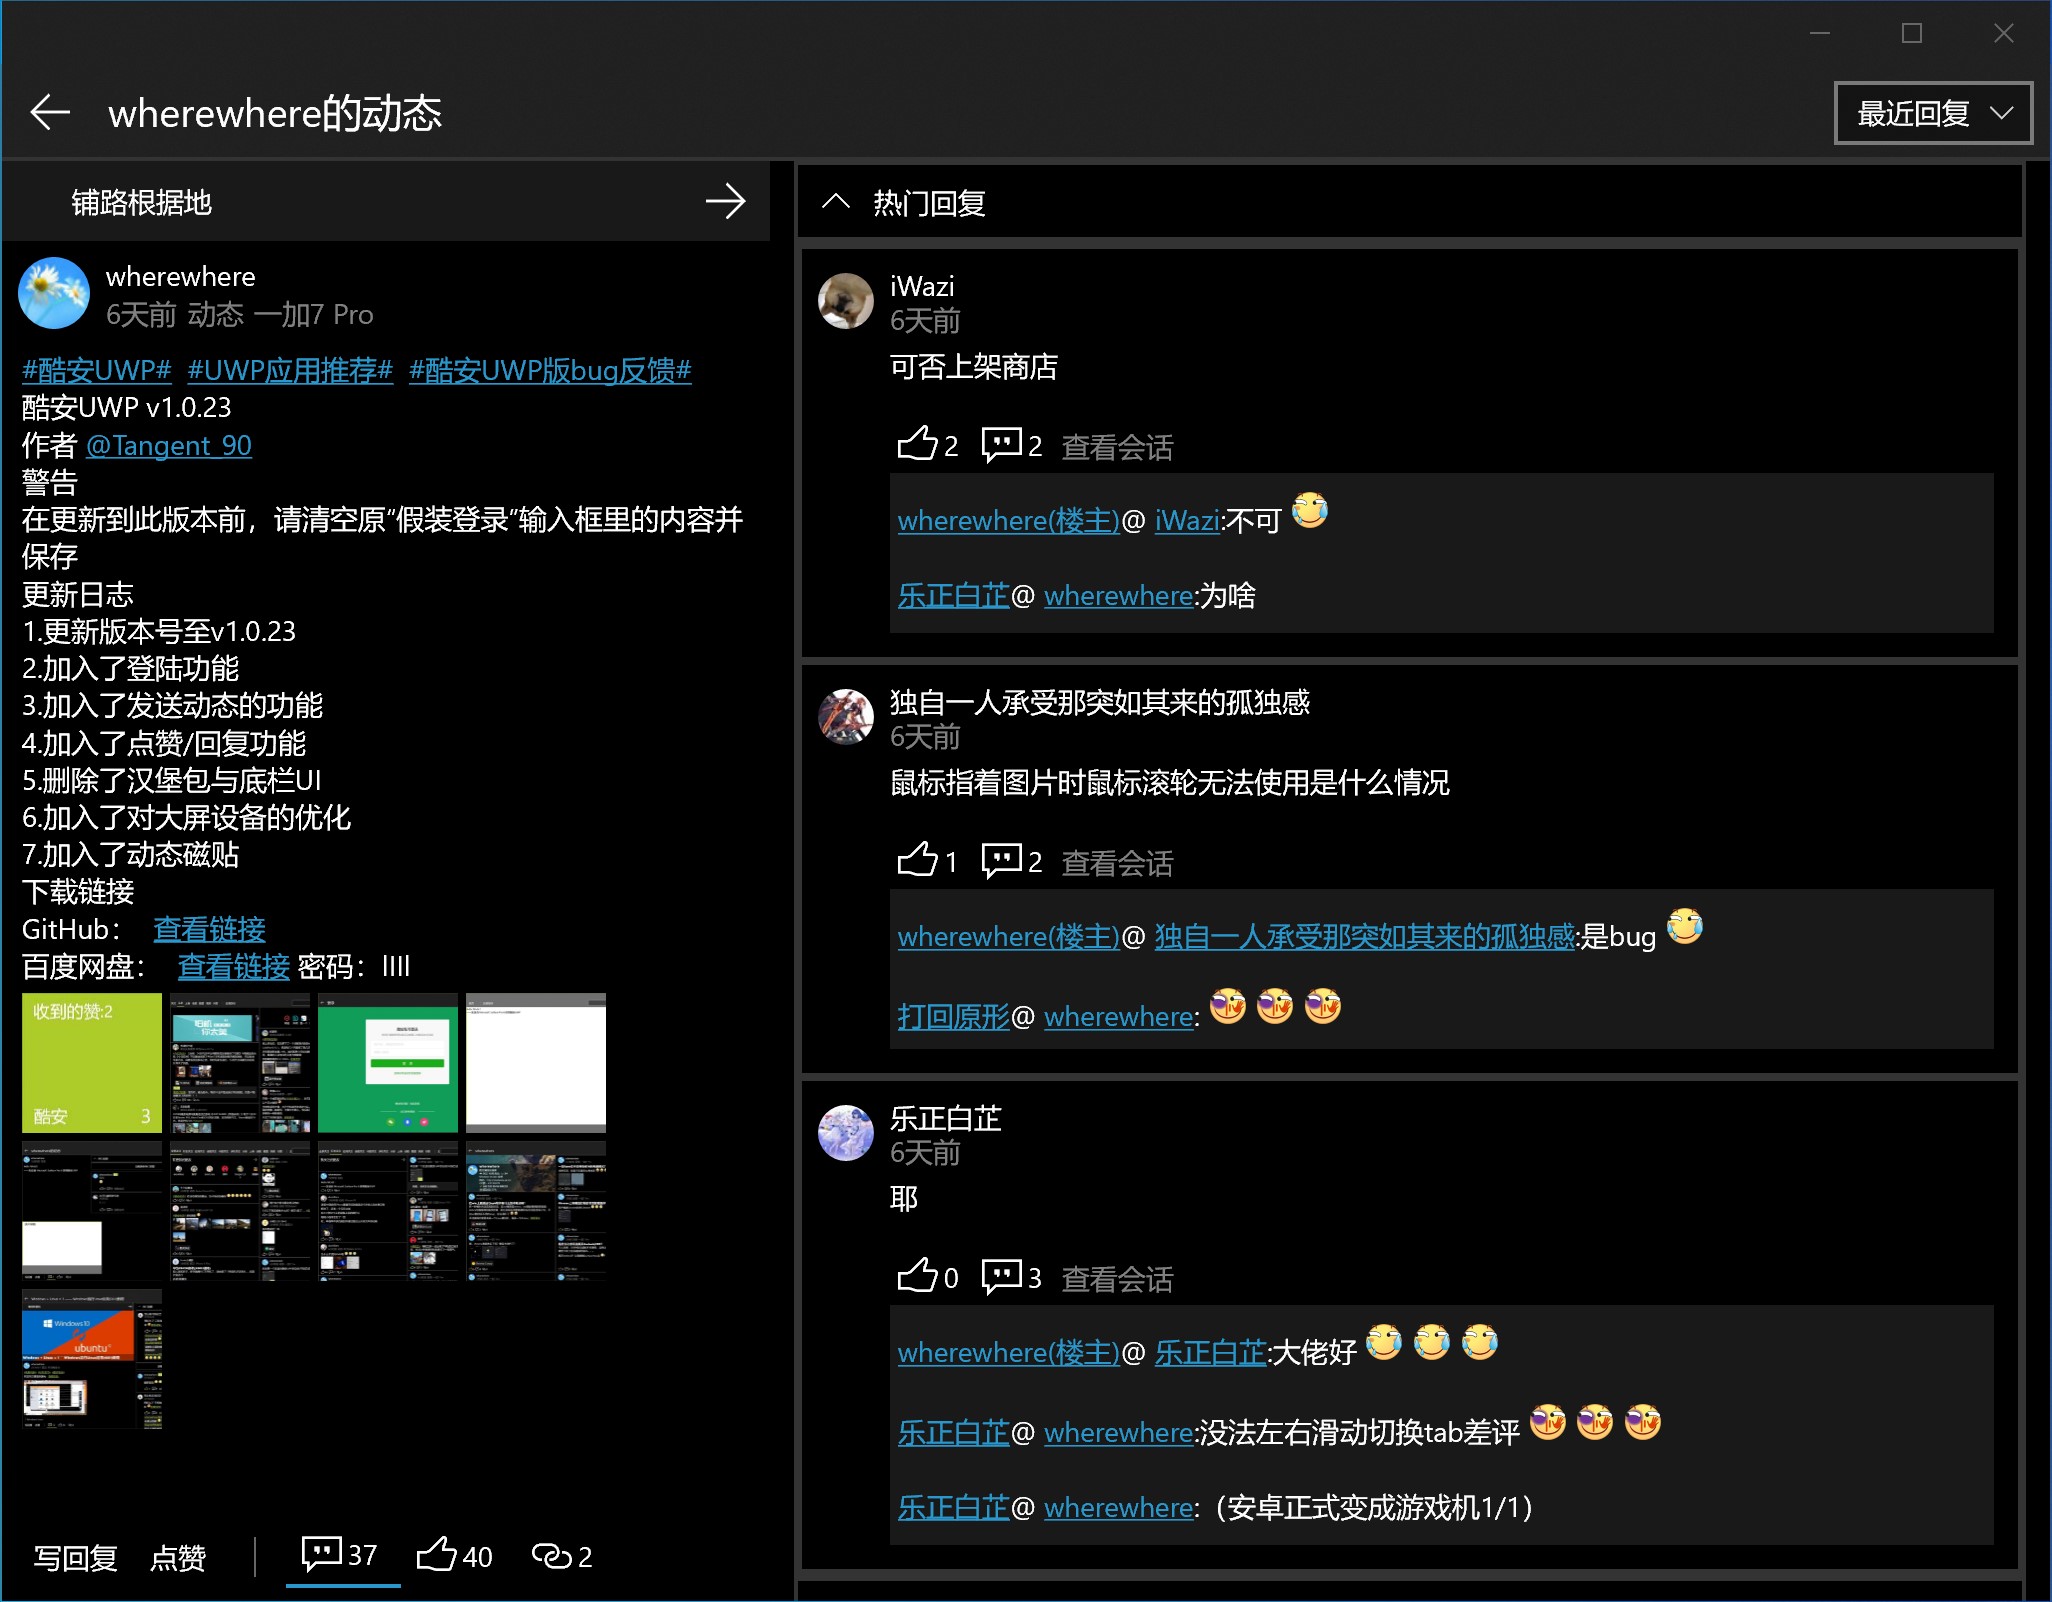 wherewhere的动态
最近回复
铺路根据地
wherewhere
6天前 动态 一加7 Pro
#酷安UWP# #UWP应用推荐# #酷安UWP版bug反馈#
酷安UWP v1.0.23
作者 @Tangent_90
警告
在更新到此版本前，请清空原“假装登录”输入框里的内容并
保存
更新日志
1.更新版本号至v1.0.23
2.加入了登陆功能
3.加入了发送动态的功能
4.加入了点赞/回复功能
5.删除了汉堡包与底栏UI
6.加入了对大屏设备的优化
7.加入了动态磁贴
下载链接
GitHub： 查看链接
百度网盘： 查看链接 密码：llll
收到的赞:2
酷安 3
Windows10
ubuntu
写回复 点赞 37 40 2
热门回复
iWazi
6天前
可否上架商店
2 2 查看会话
wherewhere(楼主)@ iWazi:不可
乐正白芷@ wherewhere:为啥
独自一人承受那突如其来的孤独感
6天前
鼠标指着图片时鼠标滚轮无法使用是什么情况
1 2 查看会话
wherewhere(楼主)@ 独自一人承受那突如其来的孤独感:是bug
打回原形@ wherewhere:
乐正白芷
6天前
耶
0 3 查看会话
wherewhere(楼主)@ 乐正白芷:大佬好
乐正白芷@ wherewhere:没法左右滑动切换tab差评
乐正白芷@ wherewhere:（安卓正式变成游戏机1/1）